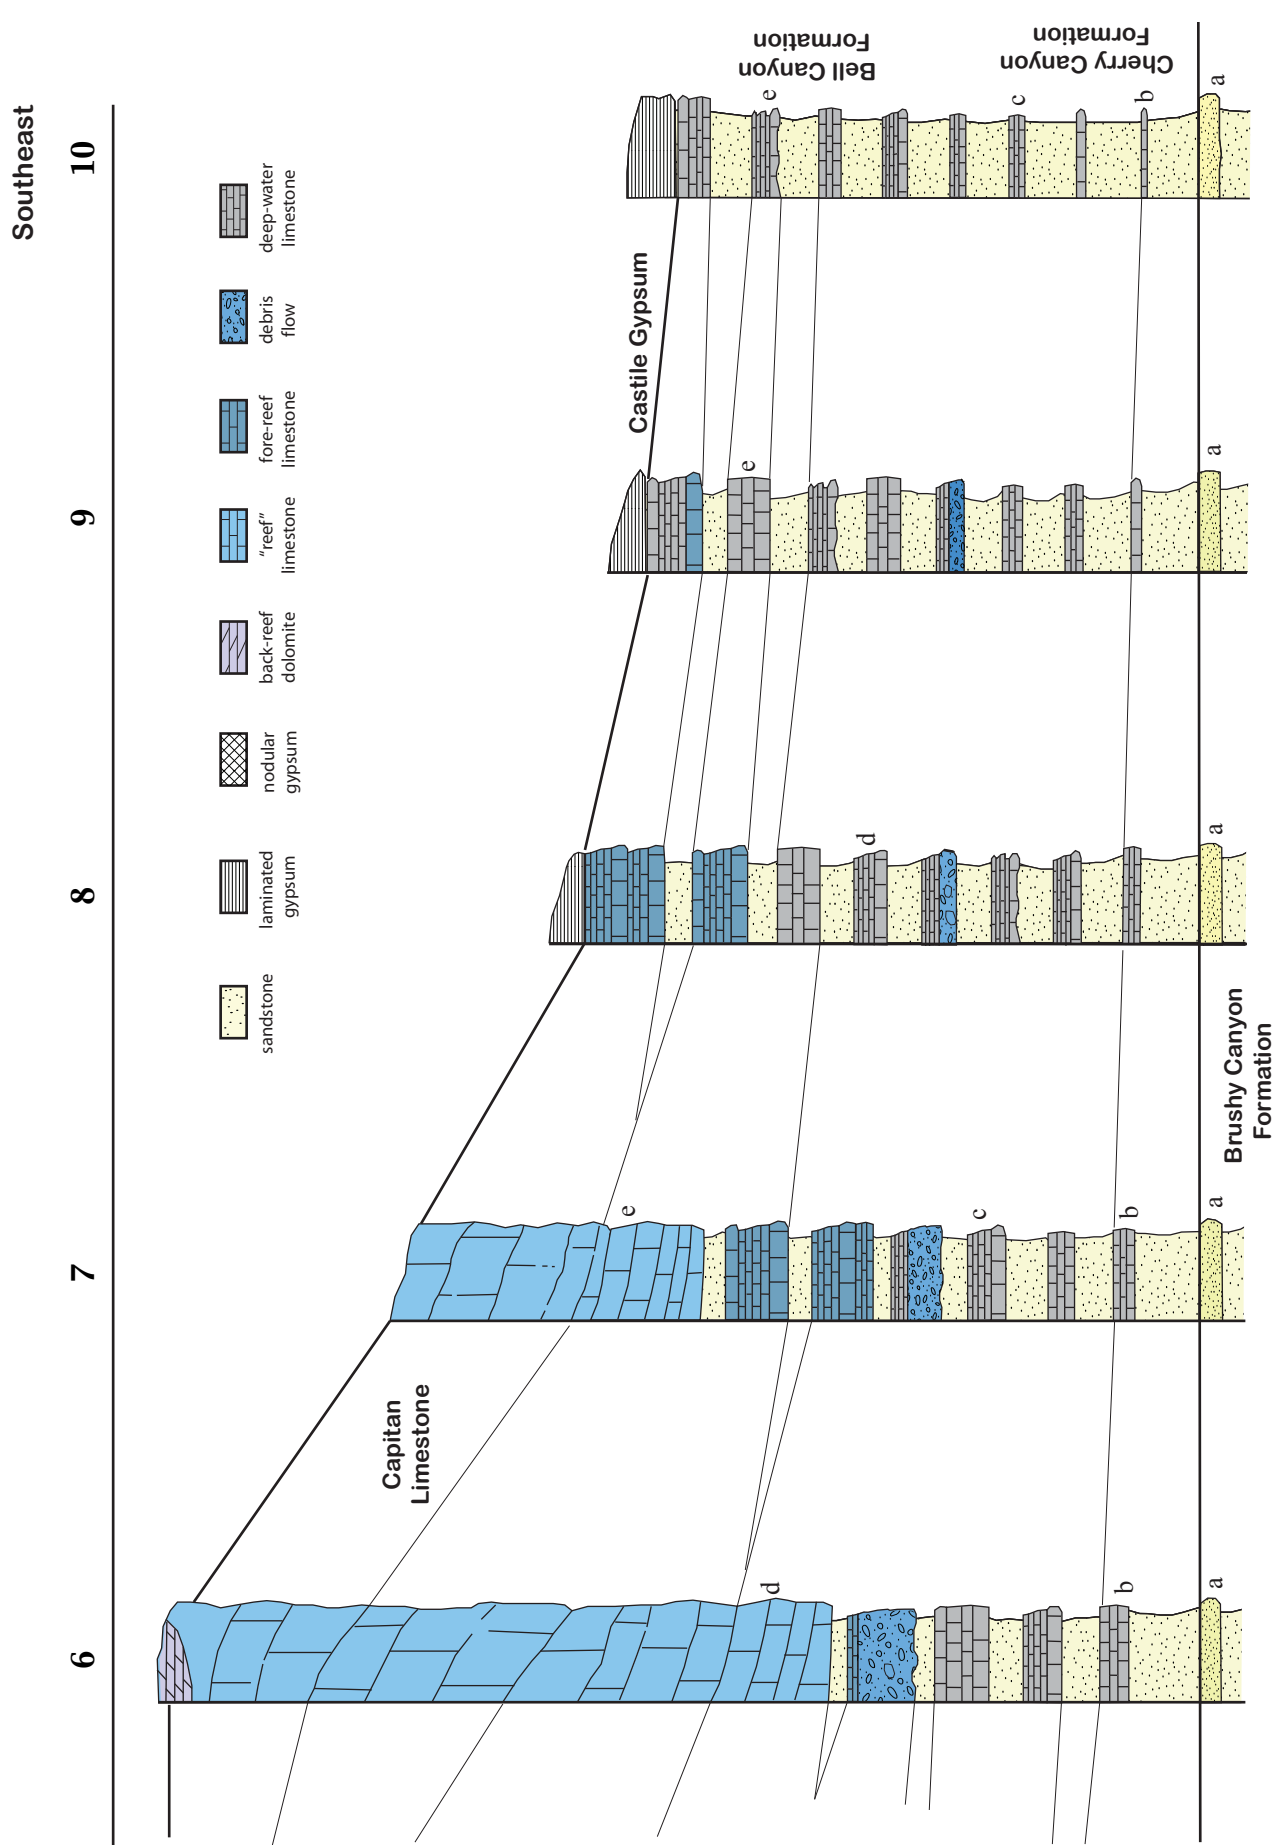 Southeast
6 7 8 9 10
sandstone
laminated
gypsum
nodular
gypsum
back-reef
dolomite
"reef"
limestone
fore-reef
limestone
debris
flow
deep-water
limestone
Capitan
Limestone
Castile Gypsum
d
b
a
e
c
b
a
d
a
e
a
e
c
b
a
Bell Canyon
Formation
Cherry Canyon
Formation
Brushy Canyon
Formation